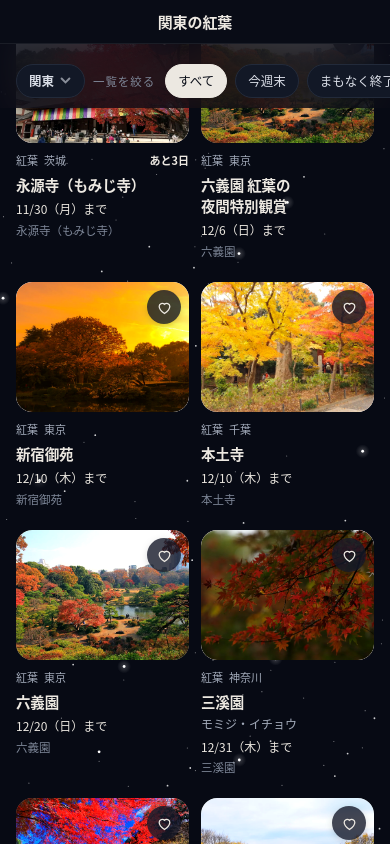 関東の紅葉
関東
一覧を絞る
すべて
今週末
まもなく終了
紅葉 茨城
あと3日
永源寺（もみじ寺）
11/30（月）まで
永源寺（もみじ寺）
紅葉 東京
六義園 紅葉の
夜間特別観賞
12/6（日）まで
六義園
紅葉 東京
新宿御苑
12/10（木）まで
新宿御苑
紅葉 千葉
本土寺
12/10（木）まで
本土寺
紅葉 東京
六義園
12/20（日）まで
六義園
紅葉 神奈川
三溪園
モミジ・イチョウ
12/31（木）まで
三溪園